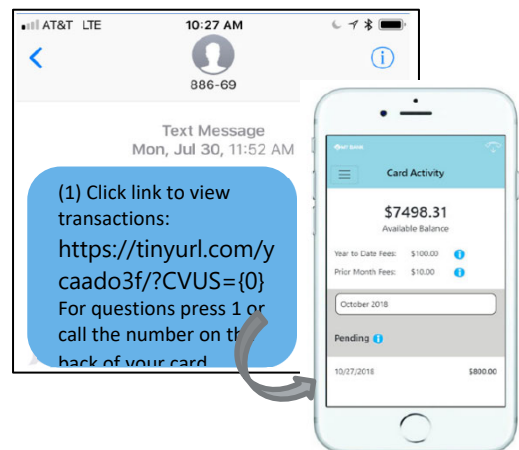 AT&T LTE 10:27 AM
886-69
Text Message
Mon, Jul 30, 11:52 AM
(1) Click link to view
transactions:
https://tinyurl.com/y
caado3f/?CVUS={0}
For questions press 1 or
call the number on th
back of your card
MY BANK
Card Activity
$7498.31
Available Balance
Year to Date Fees: $100.00
Prior Month Fees: $10.00
October 2018
Pending
10/27/2018 $800.00